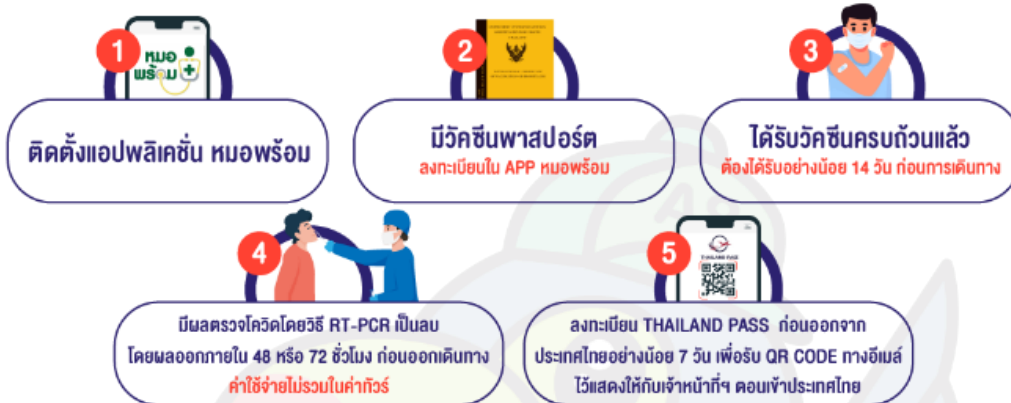 1
หมอ
พร้อม
ติดตั้งแอปพลิเคชั่น หมอพร้อม
2
มีวัคซีนพาสปอร์ต
ลงทะเบียนใน APP หมอพร้อม
3
ได้รับวัคซีนครบถ้วนแล้ว
ต้องได้รับอย่างน้อย 14 วัน ก่อนการเดินทาง
4
มีผลตรวจโควิดโดยวิธี RT-PCR เป็นลบ
โดยผลออกภายใน 48 หรือ 72 ชั่วโมง ก่อนออกเดินทาง
ค่าใช้จ่ายไม่รวมในค่าทัวร์
5
THAILAND PASS
ลงทะเบียน THAILAND PASS ก่อนออกจาก
ประเทศไทยอย่างน้อย 7 วัน เพื่อรับ QR CODE ทางอีเมล์
ไว้แสดงให้กับเจ้าหน้าที่ฯ ตอนเข้าประเทศไทย